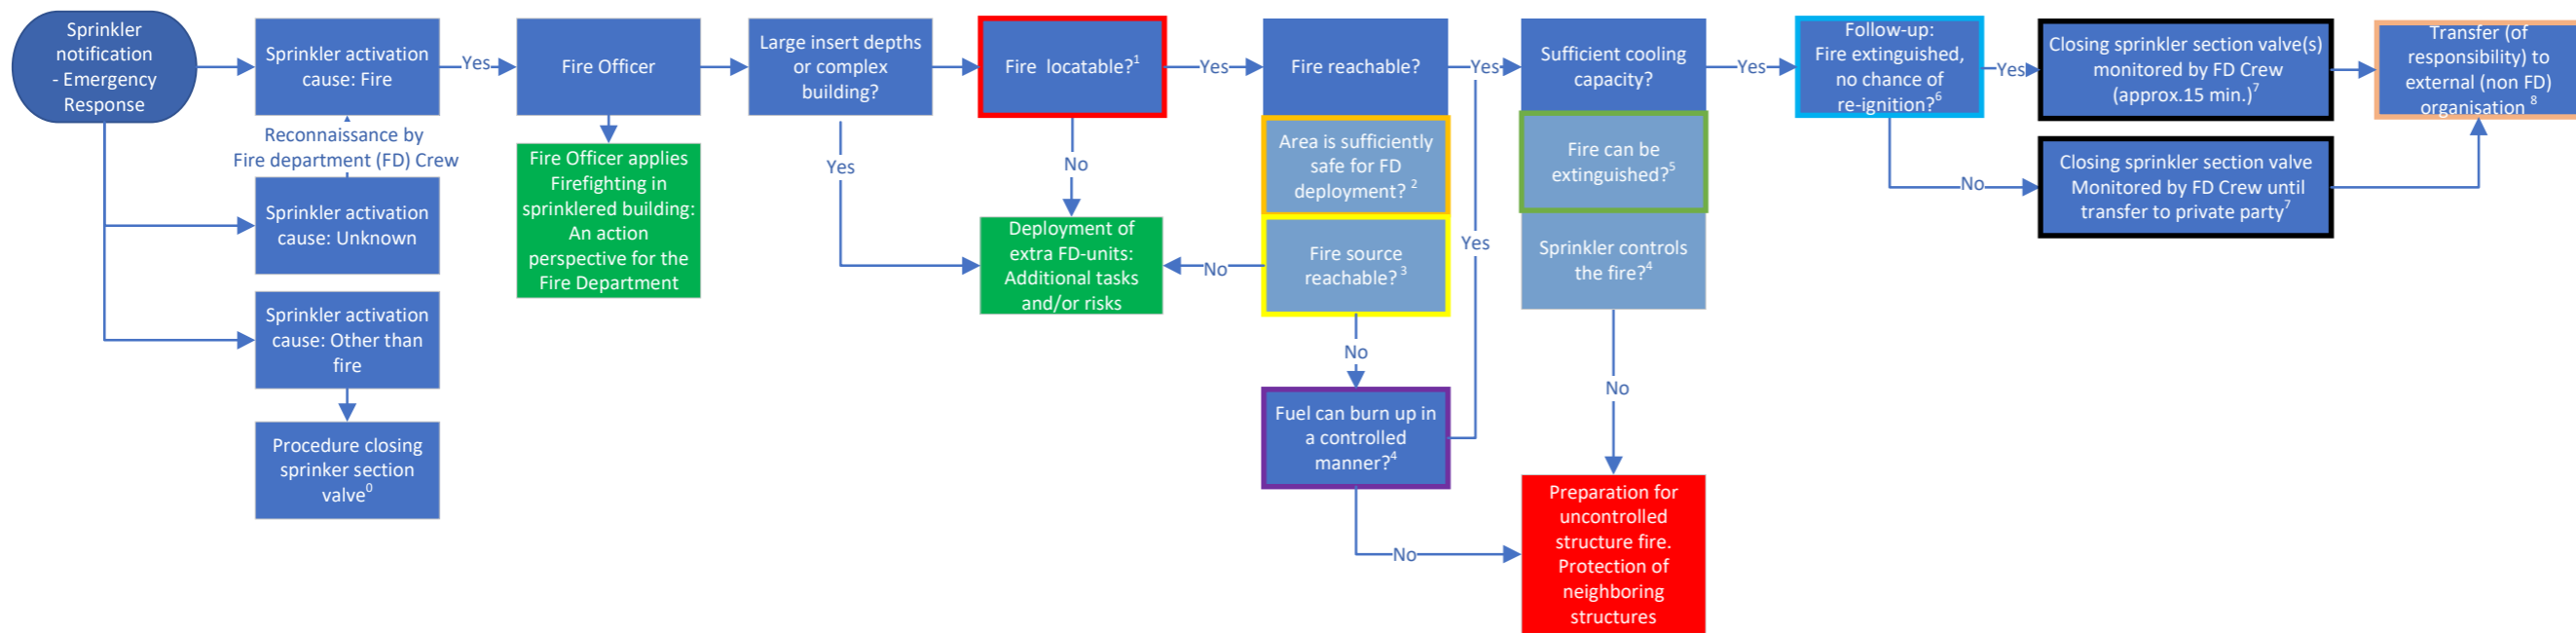 Sprinkler
notification
- Emergency
Response
Sprinkler activation
cause: Fire
Yes
Fire Officer
Large insert depths
or complex
building?
Fire locatable?1
Yes
Fire reachable?
Yes
Sufficient cooling
capacity?
Yes
Follow-up:
Fire extinguished,
no chance of
re-ignition?6
Yes
Closing sprinkler section valve(s)
monitored by FD Crew
(approx.15 min.)7
Transfer (of
responsibility) to
external (non FD)
organisation 8
Reconnaissance by
Fire department (FD) Crew
Sprinkler activation
cause: Unknown
Fire Officer applies
Firefighting in
sprinklered building:
An action
perspective for the
Fire Department
Yes
No
Deployment of
extra FD-units:
Additional tasks
and/or risks
Area is sufficiently
safe for FD
deployment? 2
No
Fire source
reachable? 3
Yes
Fire can be
extinguished?5
Sprinkler controls
the fire?4
No
Closing sprinkler section valve
Monitored by FD Crew until
transfer to private party7
Sprinkler activation
cause: Other than
fire
No
No
Procedure closing
sprinker section
valve0
Fuel can burn up in
a controlled
manner?4
No
Preparation for
uncontrolled
structure fire.
Protection of
neighboring
structures